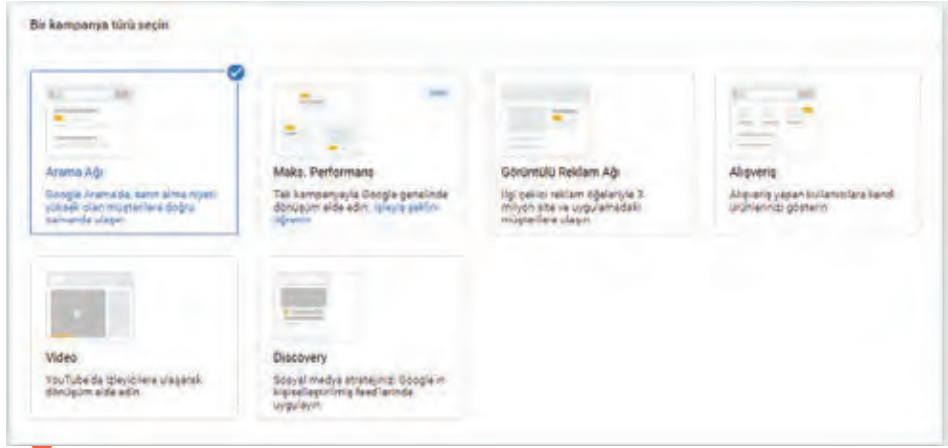 Bir kampanya türü seçin
Arama Ağı
Google Arama'da, satın alma niyeti
yüksek olan müşterilere doğru
zamanda ulaşın
Maks. Performans
Tek kampanyayla Google genelinde
dönüşüm elde edin. İşleyiş şeklini
öğrenin
Görüntülü Reklam Ağı
İlgi çekici reklam öğeleriyle 3
milyon site ve uygulamadaki
müşterilere ulaşın
Alışveriş
Alışveriş yapan kullanıcılara kendi
ürünlerinizi gösterin
Video
YouTube'da izleyicilere ulaşarak
dönüşüm elde edin
Discovery
Sosyal medya stratejinizi Google'ın
kişiselleştirilmiş feed'lerinde
uygulayın